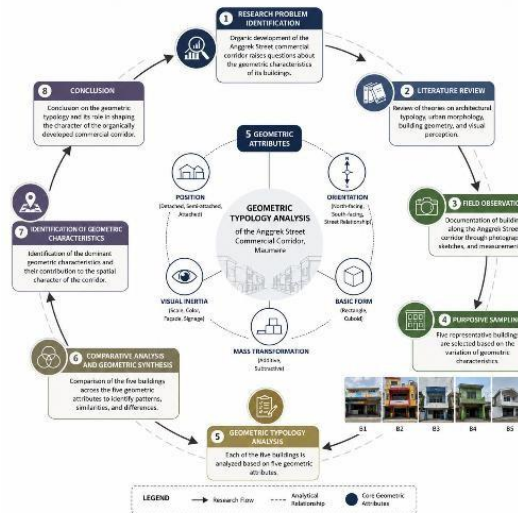 1 RESEARCH PROBLEM
IDENTIFICATION
Organic development of the
Anggrek Street commercial
corridor raises questions about
the geometric characteristics
of its buildings.
2 LITERATURE REVIEW
Review of theories on architectural
typology, urban morphology,
building geometry, and visual
perception.
3 FIELD OBSERVATIO
Documentation of building
along the Anggrek Stree
corridor through photograp
sketches, and measurement
4 PURPOSIVE SAMPLIN
Five representative building
are selected based on the
variation of geometric
characteristics.
B1 B2 B3 B4 B5
5 GEOMETRIC TYPOLOGY
ANALYSIS
Each of the five buildings is
analyzed based on five geometric
attributes.
6 COMPARATIVE ANALYSIS
AND GEOMETRIC SYNTHESIS
Comparison of the five buildings
across the five geometric
attributes to identify patterns,
similarities, and differences.
7 IDENTIFICATION OF GEOMETRIC
CHARACTERISTICS
Identification of the dominant
geometric characteristics and
their contribution to the spatial
character of the corridor.
8 CONCLUSION
Conclusion on the geometric
typology and its role in shaping
the character of the organically
developed commercial corridor.
5 GEOMETRIC
ATTRIBUTES
POSITION
(Detached, Semi-attached,
Attached)
N
ORIENTATION
(North-facing,
South-facing,
Street Relationship)
GEOMETRIC
TYPOLOGY ANALYSIS
of the Anggrek Street
Commercial Corridor,
Maumere
VISUAL INERTIA
(Scale, Color,
Facade, Signage)
BASIC FORM
(Rectangle,
Cuboid)
MASS TRANSFORMATION
(Additive,
Subtractive)
LEGEND
Research Flow
Analytical
Relationship
Core Geometric
Attributes